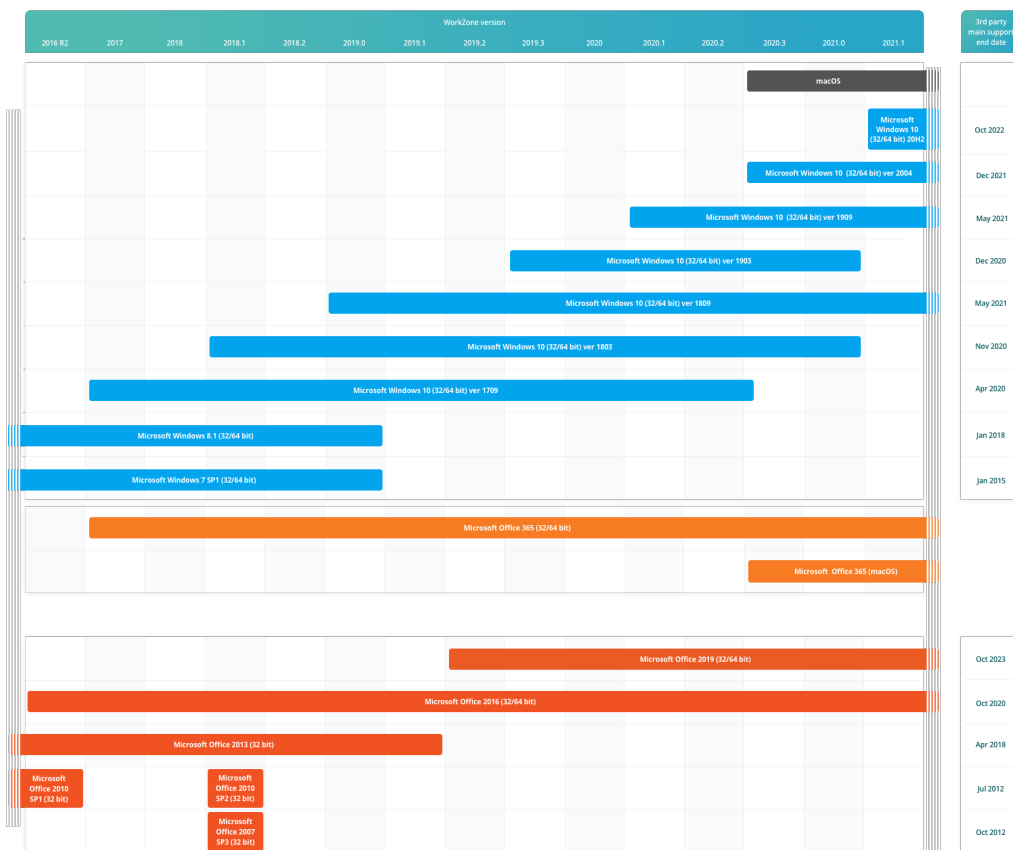 WorkZone version
2016 R2 2017 2018 2018.1 2018.2 2019.0 2019.1 2019.2 2019.3 2020 2020.1 2020.2 2020.3 2021.0 2021.1
3rd party
main support
end date
macOS
Microsoft
Windows 10
(32/64 bit) 20H2
Oct 2022
Microsoft Windows 10 (32/64 bit) ver 2004
Dec 2021
Microsoft Windows 10 (32/64 bit) ver 1909
May 2021
Microsoft Windows 10 (32/64 bit) ver 1903
Dec 2020
Microsoft Windows 10 (32/64 bit) ver 1809
May 2021
Microsoft Windows 10 (32/64 bit) ver 1803
Nov 2020
Microsoft Windows 10 (32/64 bit) ver 1709
Apr 2020
Microsoft Windows 8.1 (32/64 bit)
Jan 2018
Microsoft Windows 7 SP1 (32/64 bit)
Jan 2015
Microsoft Office 365 (32/64 bit)
Microsoft Office 365 (macOS)
Microsoft Office 2019 (32/64 bit)
Oct 2023
Microsoft Office 2016 (32/64 bit)
Oct 2020
Microsoft Office 2013 (32 bit)
Apr 2018
Microsoft
Office 2010
SP1 (32 bit)
Microsoft
Office 2010
SP2 (32 bit)
Jul 2012
Microsoft
Office 2007
SP3 (32 bit)
Oct 2012